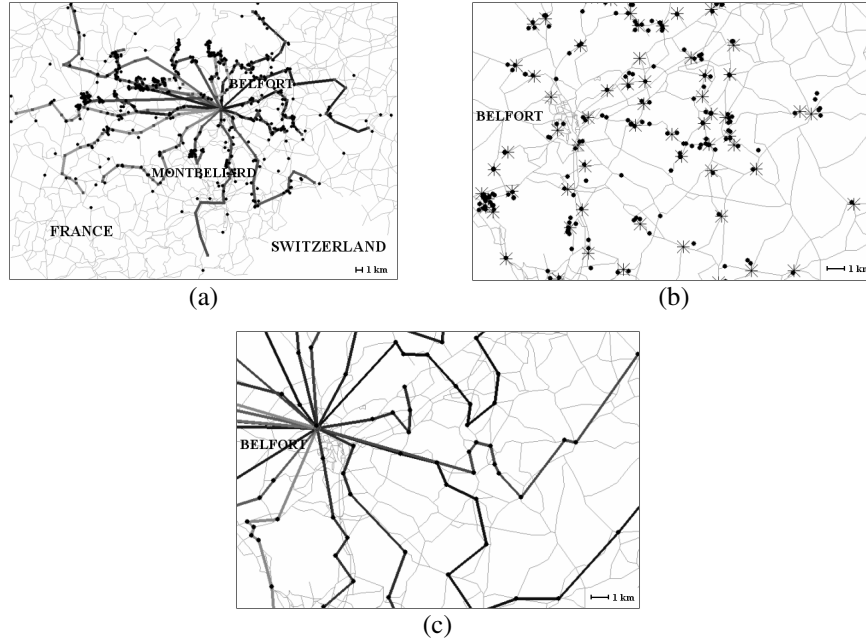 BELFORT
MONTBELIARD
FRANCE
SWITZERLAND
1 km
(a)
BELFORT
1 km
(b)
BELFORT
1 km
(c)